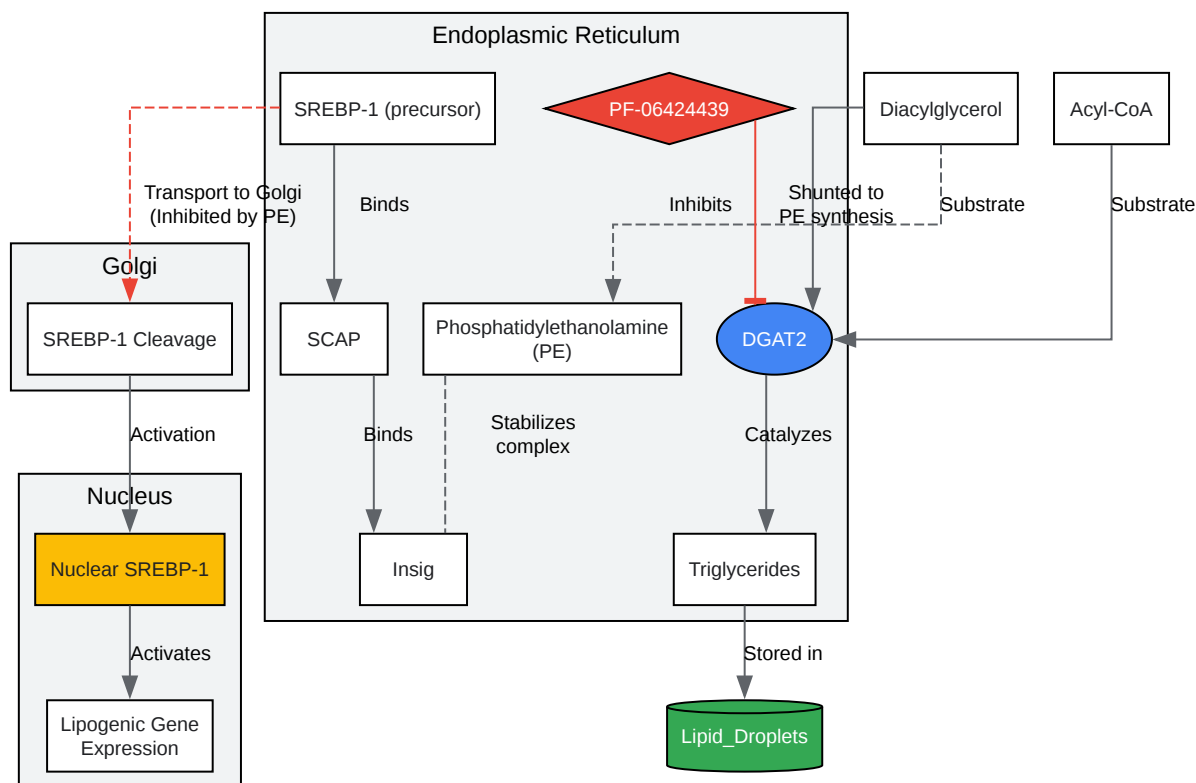 Endoplasmic Reticulum
SREBP-1 (precursor)
PF-06424439
Diacylglycerol
Acyl-CoA
Transport to Golgi
(Inhibited by PE)
Binds
Inhibits
Shunted to
PE synthesis
Substrate
Substrate
Golgi
SREBP-1 Cleavage
SCAP
Phosphatidylethanolamine
(PE)
DGAT2
Activation
Binds
Stabilizes
complex
Catalyzes
Nucleus
Nuclear SREBP-1
Insig
Triglycerides
Activates
Stored in
Lipogenic Gene
Expression
Lipid_Droplets